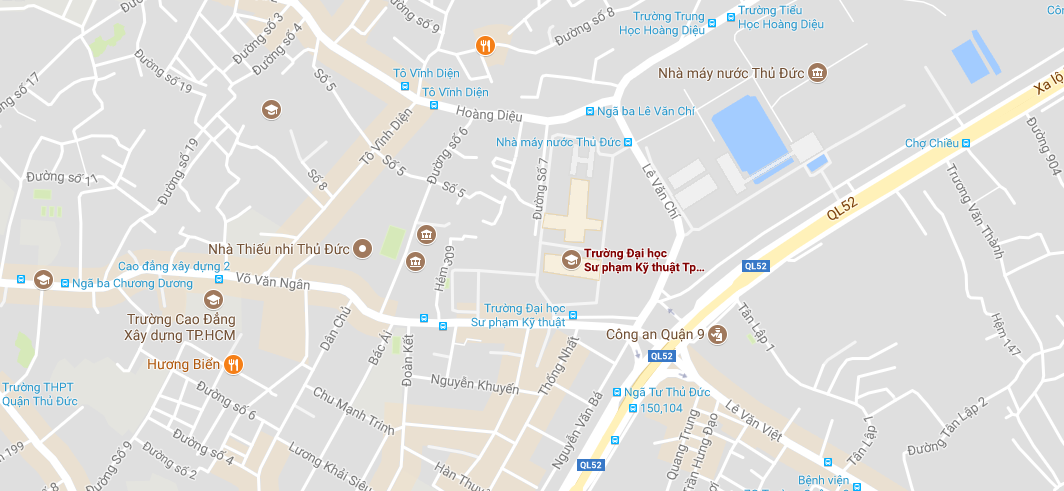 Đường số 3
Đường số 4
Đường số 8
Trường Trung
Học Hoàng Diệu
Trường Tiểu
Học Hoàng Diệu
Đường số 19
Số 5
Tô Vĩnh Diện
Tô Vĩnh Diện
Nhà máy nước Thủ Đức
Xa lộ
số 17
Hoàng Diệu
Ngã ba Lê Văn Chí
Tô Vĩnh Diện
Đường số 6
Nhà máy nước Thủ Đức
Chợ Chiều
Đường 904
Đường số 19
Số 5
Số 5
Đường Số 7
Lê Văn Chí
Đường số 11
Số 8
QL52
Trương Văn Thành
Nhà Thiếu nhi Thủ Đức
Trường Đại học
Sư phạm Kỹ thuật Tp...
QL52
Cao đẳng xây dựng 2
Ngã ba Chương Dương
Võ Văn Ngân
Hẻm 309
Trường Cao Đẳng
Xây dựng TP.HCM
Trường Đại học
Sư phạm Kỹ thuật
Tân Lập 1
Hẻm 147
Dân Chủ
Bác Ái
Đoàn Kết
Công an Quận 9
Hương Biển
Thống Nhất
QL52
Trường THPT
Quận Thủ Đức
Nguyễn Khuyến
Ngã Tư Thủ Đức
150,104
Đường số 6
Chu Mạnh Trinh
Nguyễn Văn Bá
Lê Văn Việt
Tân Lập 1
Đường Tân Lập 2
Đường số 9
Đường số 4
Đường số 2
199
Lương Khải Siêu
Hàn Thuyên
QL52
Quang Trung
Trần Hưng Đạo
Bệnh viện